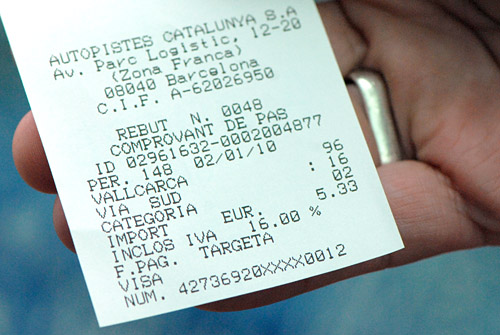 AUTOPISTES CATALUNYA S.A
Av. Parc Logistic, 12-20
(Zona Franca)
08040 Barcelona
C.I.F. A-62026950
REBUT N. 0048
COMPROVANT DE PAS
ID 02961632-0002004877
PER. 148 02/01/10
VALLCARCA 96
VIA SUD : 16
CATEGORIA 02
IMPORT EUR. 5.33
INCLOS IVA 16.00 %
F.PAG. TARGETA
VISA
NUM. 42736920XXXX0012